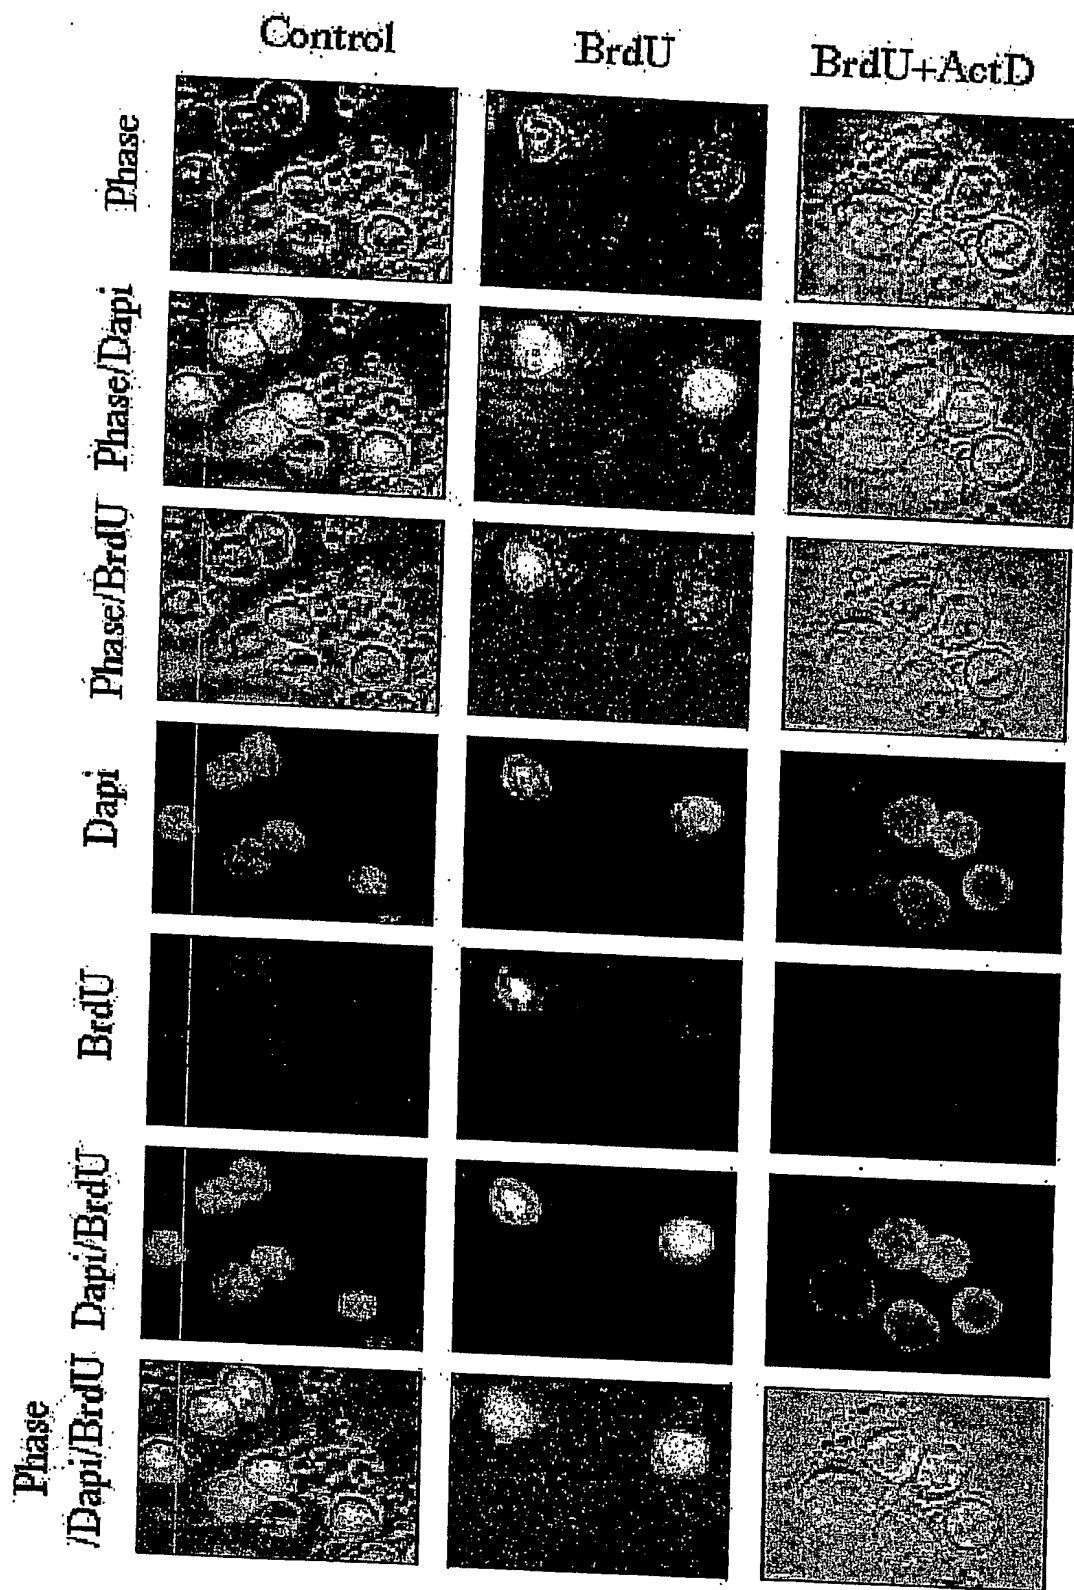 Control
BrdU
BrdU+ActD
Phase
Phase/Dapi
Phase/BrdU
Dapi
BrdU
Dapi/BrdU
Phase
/Dapi/BrdU